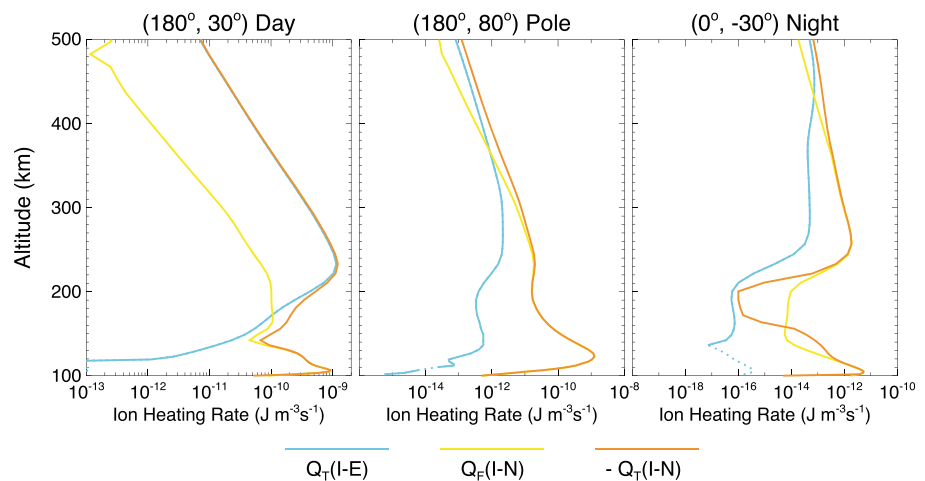 (180°, 30°) Day (180°, 80°) Pole (0°, -30°) Night
500
400
300
200
100
Altitude (km)
10⁻¹³ 10⁻¹² 10⁻¹¹ 10⁻¹⁰ 10⁻⁹ 10⁻¹⁴ 10⁻¹² 10⁻¹⁰ 10⁻⁸ 10⁻¹⁸ 10⁻¹⁶ 10⁻¹⁴ 10⁻¹² 10⁻¹⁰
Ion Heating Rate (J m⁻³s⁻¹) Ion Heating Rate (J m⁻³s⁻¹) Ion Heating Rate (J m⁻³s⁻¹)
Q_T(I-E) Q_F(I-N) - Q_T(I-N)